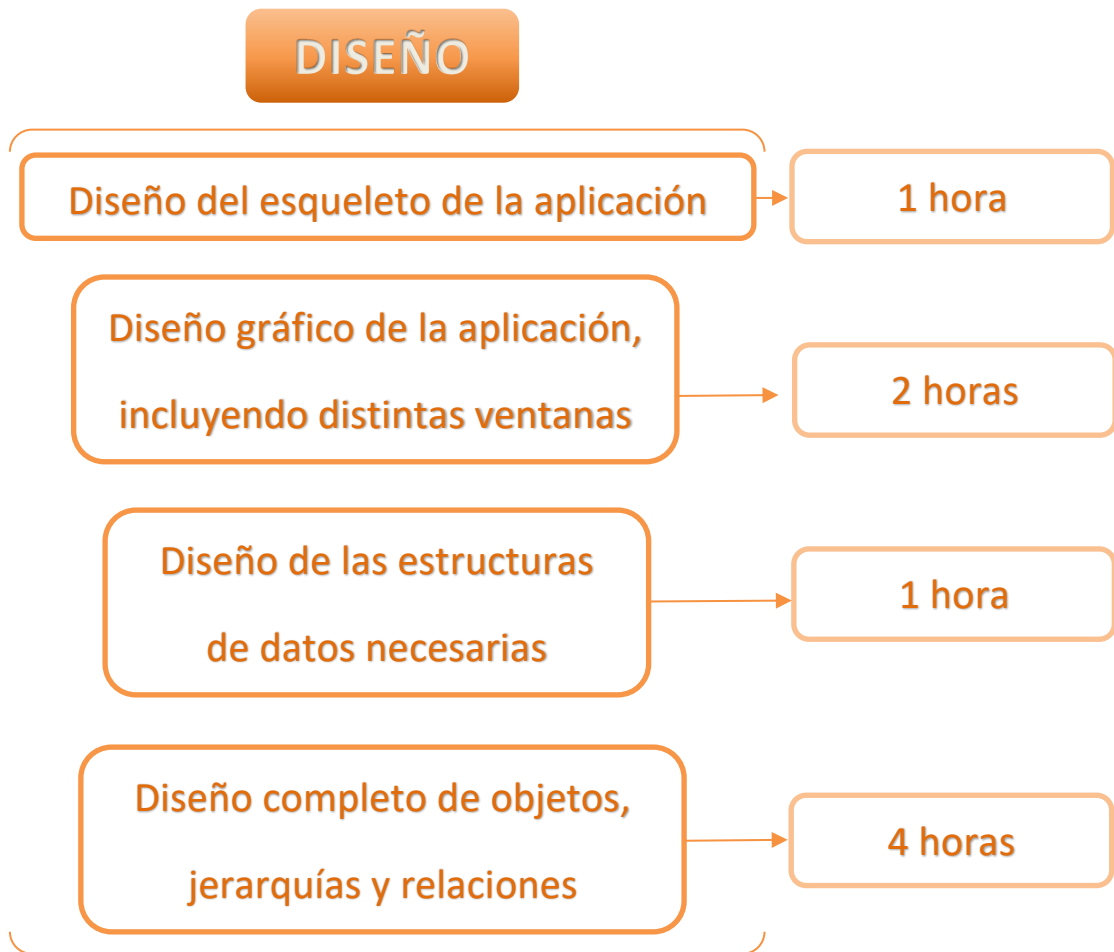 DISEÑO
Diseño del esqueleto de la aplicación
1 hora
Diseño gráfico de la aplicación,
incluyendo distintas ventanas
2 horas
Diseño de las estructuras
de datos necesarias
1 hora
Diseño completo de objetos,
jerarquías y relaciones
4 horas